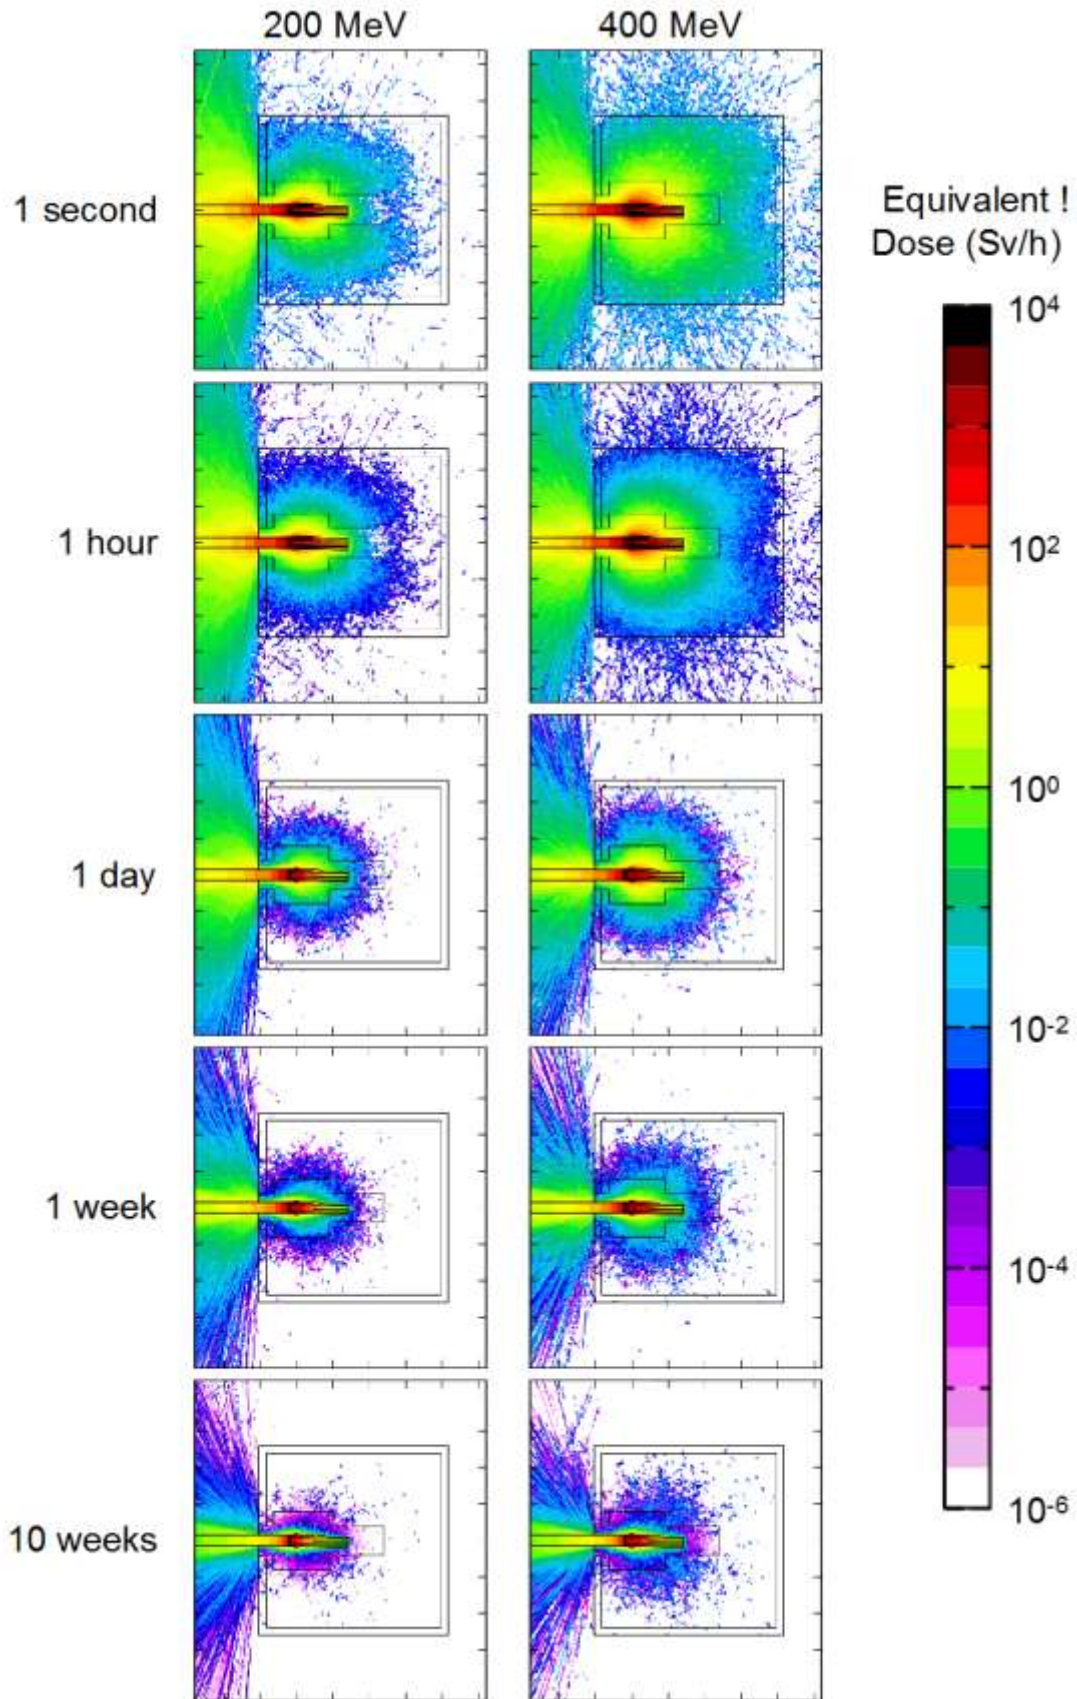 200 MeV 400 MeV
1 second
Equivalent !
Dose (Sv/h)
10⁴
1 hour
10²
10⁰
1 day
10⁻²
1 week
10⁻⁴
10⁻⁶
10 weeks